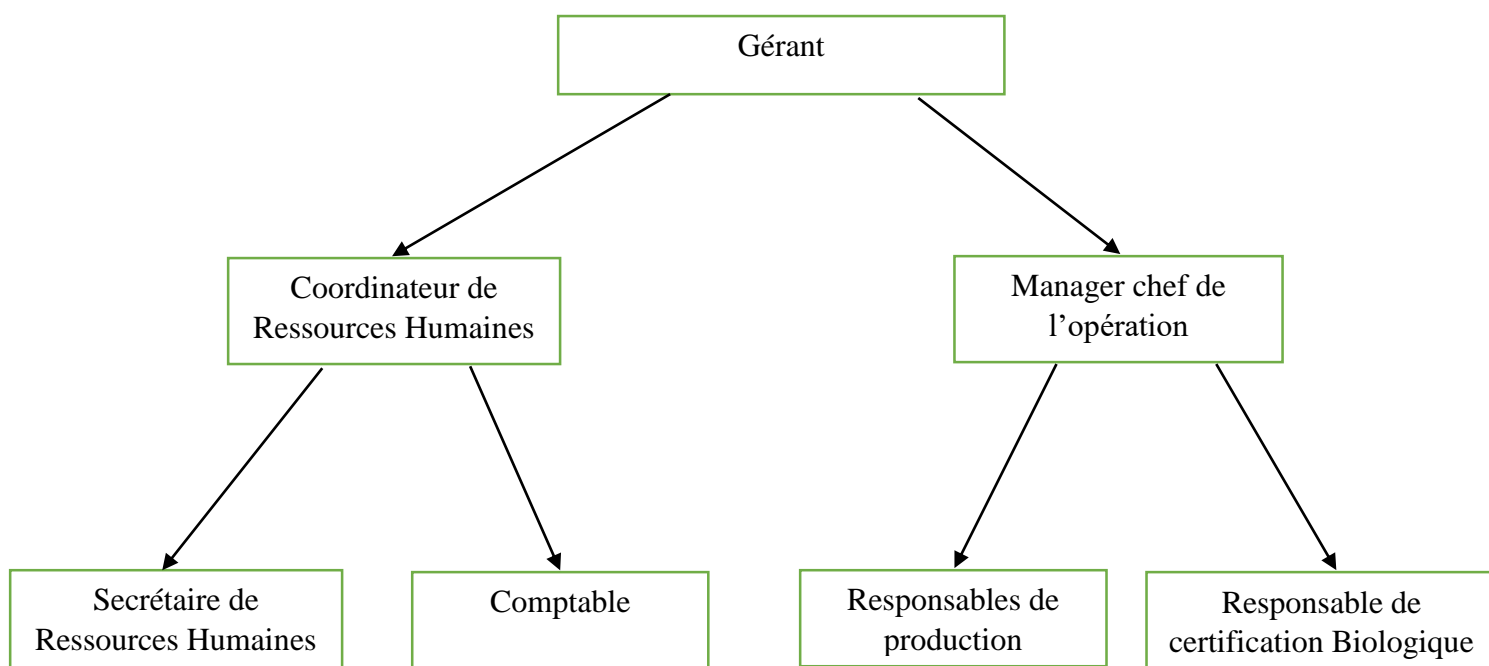 Gérant
Coordinateur de
Ressources Humaines
Manager chef de
l’opération
Secrétaire de
Ressources Humaines
Comptable
Responsables de
production
Responsable de
certification Biologique